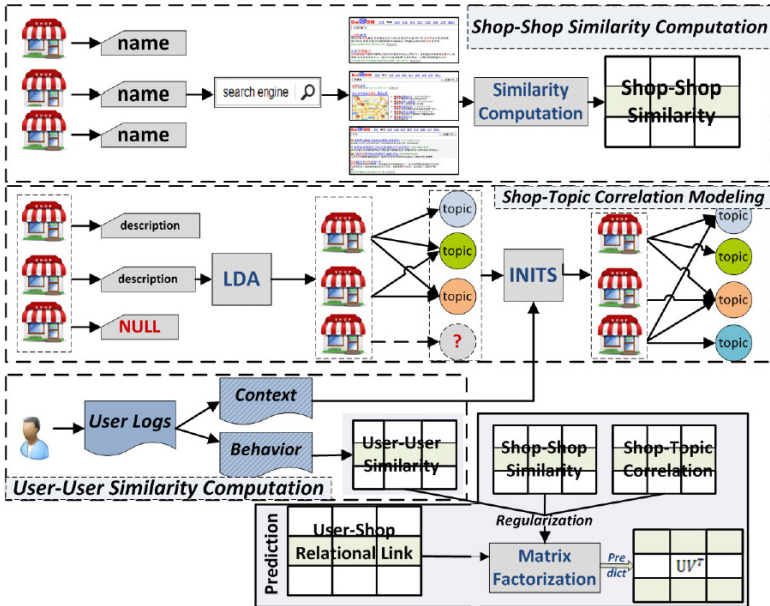 Shop-Shop Similarity Computation
name
name
name
search engine
Similarity
Computation
Shop-Shop
Similarity
Shop-Topic Correlation Modeling
description
description
NULL
LDA
topic
topic
topic
?
INITS
topic
topic
topic
topic
User Logs
Context
Behavior
User-User
Similarity
User-User Similarity Computation
Shop-Shop
Similarity
Shop-Topic
Correlation
Regularization
Prediction
User-Shop
Relational Link
Matrix
Factorization
Pre
dict
UVᵀ